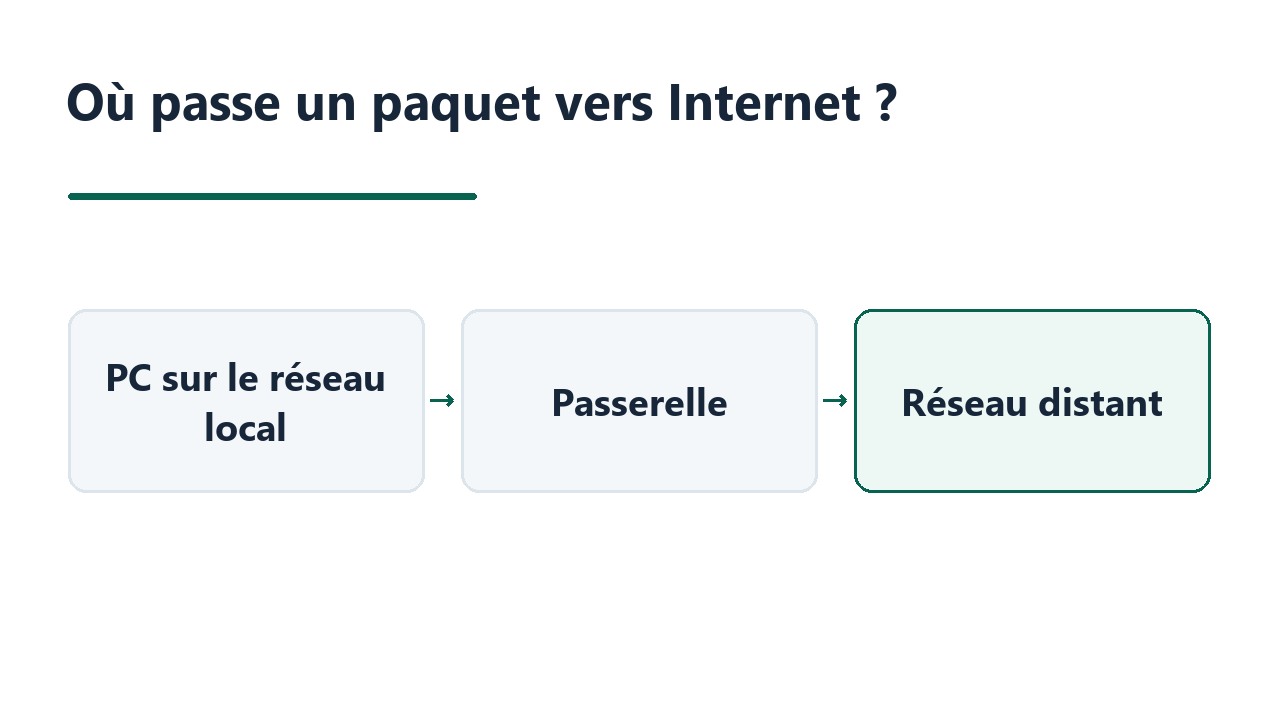 Où passe un paquet vers Internet ?
PC sur le réseau
local
→
Passerelle
→
Réseau distant